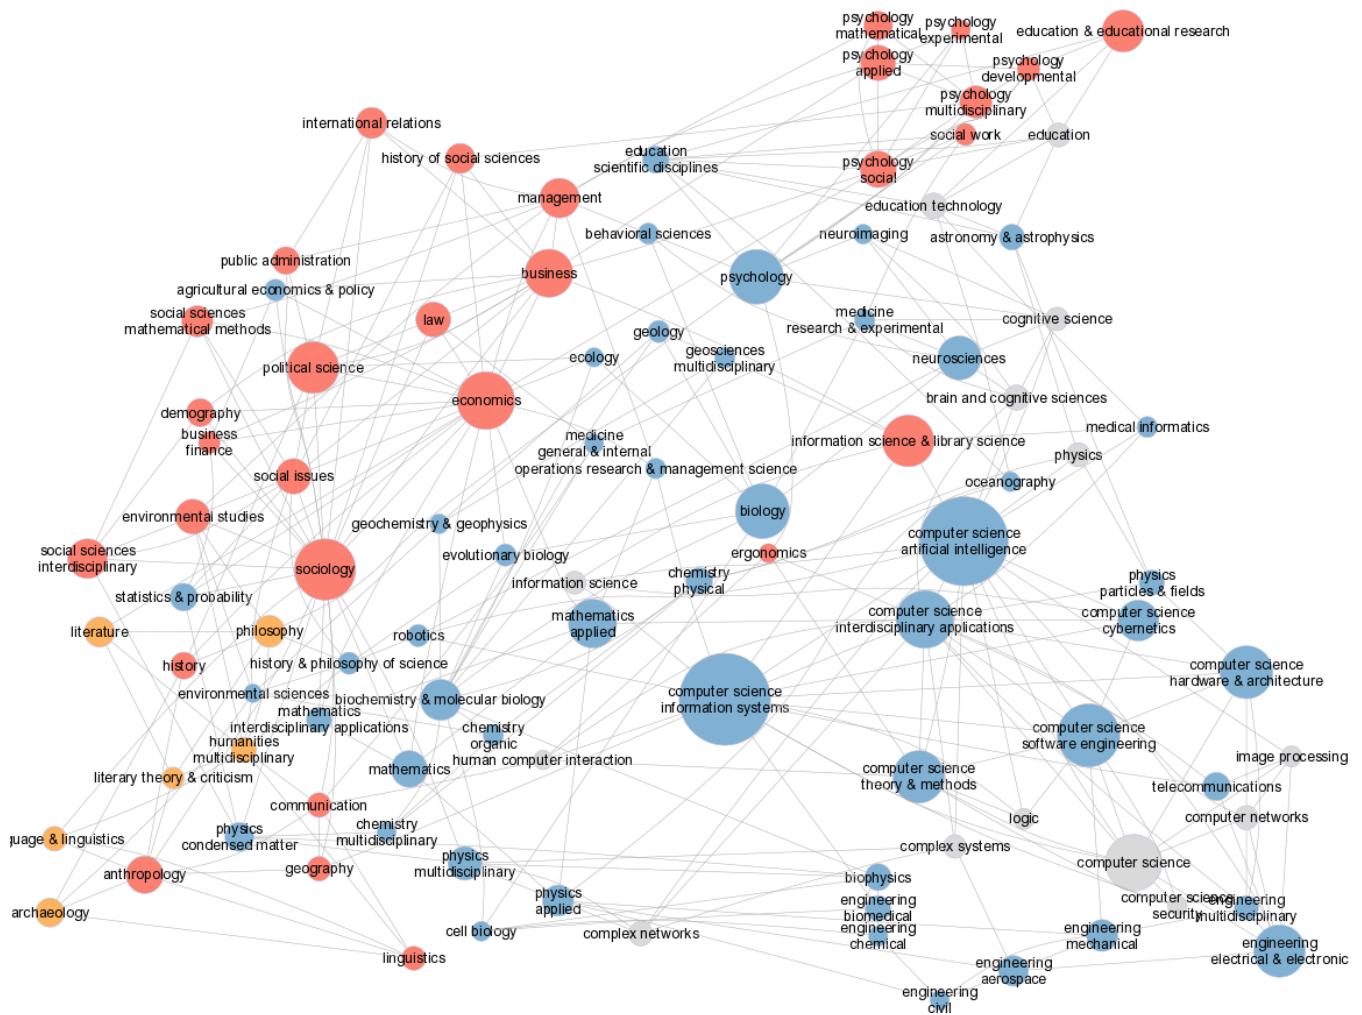 psychology
mathematical
psychology
experimental
education & educational research
psychology
applied
psychology
developmental
psychology
multidisciplinary
international relations
social work
education
history of social sciences
education
scientific disciplines
psychology
social
management
education technology
behavioral sciences
neuroimaging
astronomy & astrophysics
public administration
business
psychology
agricultural economics & policy
social sciences
mathematical methods
law
geology
medicine
research & experimental
cognitive science
political science
ecology
geosciences
multidisciplinary
neurosciences
economics
brain and cognitive sciences
demography
business
finance
medicine
general & internal
information science & library science
medical informatics
physics
social issues
operations research & management science
oceanography
environmental studies
geochemistry & geophysics
biology
computer science
artificial intelligence
social sciences
interdisciplinary
evolutionary biology
ergonomics
sociology
information science
chemistry
physical
physics
particles & fields
statistics & probability
mathematics
applied
computer science
interdisciplinary applications
computer science
cybernetics
literature
philosophy
robotics
history
history & philosophy of science
computer science
hardware & architecture
environmental sciences
biochemistry & molecular biology
computer science
information systems
mathematics
interdisciplinary applications
chemistry
organic
computer science
software engineering
humanities
multidisciplinary
human computer interaction
image processing
literary theory & criticism
mathematics
computer science
theory & methods
telecommunications
communication
computer networks
logic
uage & linguistics
physics
condensed matter
chemistry
multidisciplinary
complex systems
computer science
anthropology
geography
physics
multidisciplinary
biophysics
physics
applied
engineering
biomedical
computer science
security
engineering
multidisciplinary
archaeology
cell biology
complex networks
engineering
chemical
engineering
mechanical
engineering
electrical & electronic
linguistics
engineering
aerospace
engineering
civil